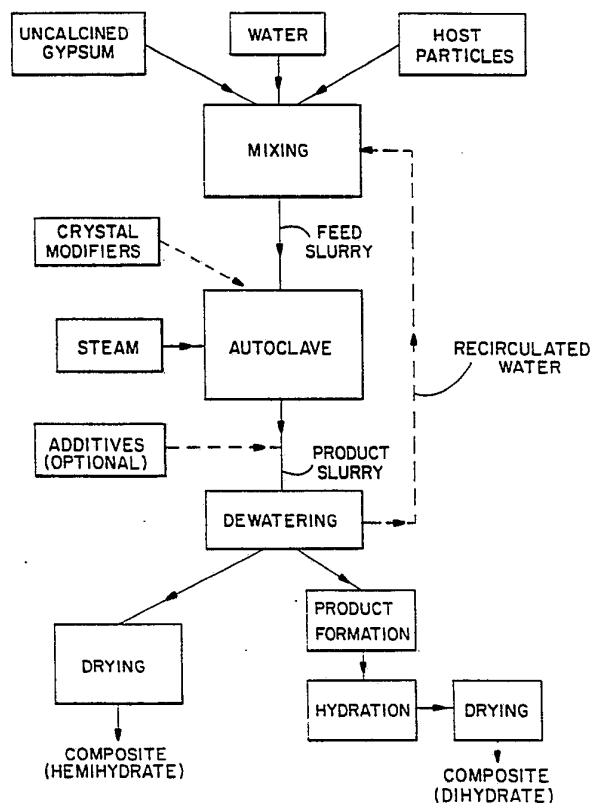 UNCALCINED
GYPSUM
WATER
HOST
PARTICLES
MIXING
CRYSTAL
MODIFIERS
FEED
SLURRY
STEAM
AUTOCLAVE
RECIRCULATED
WATER
ADDITIVES
(OPTIONAL)
PRODUCT
SLURRY
DEWATERING
PRODUCT
FORMATION
DRYING
HYDRATION
DRYING
COMPOSITE
(HEMIHYDRATE)
COMPOSITE
(DIHYDRATE)